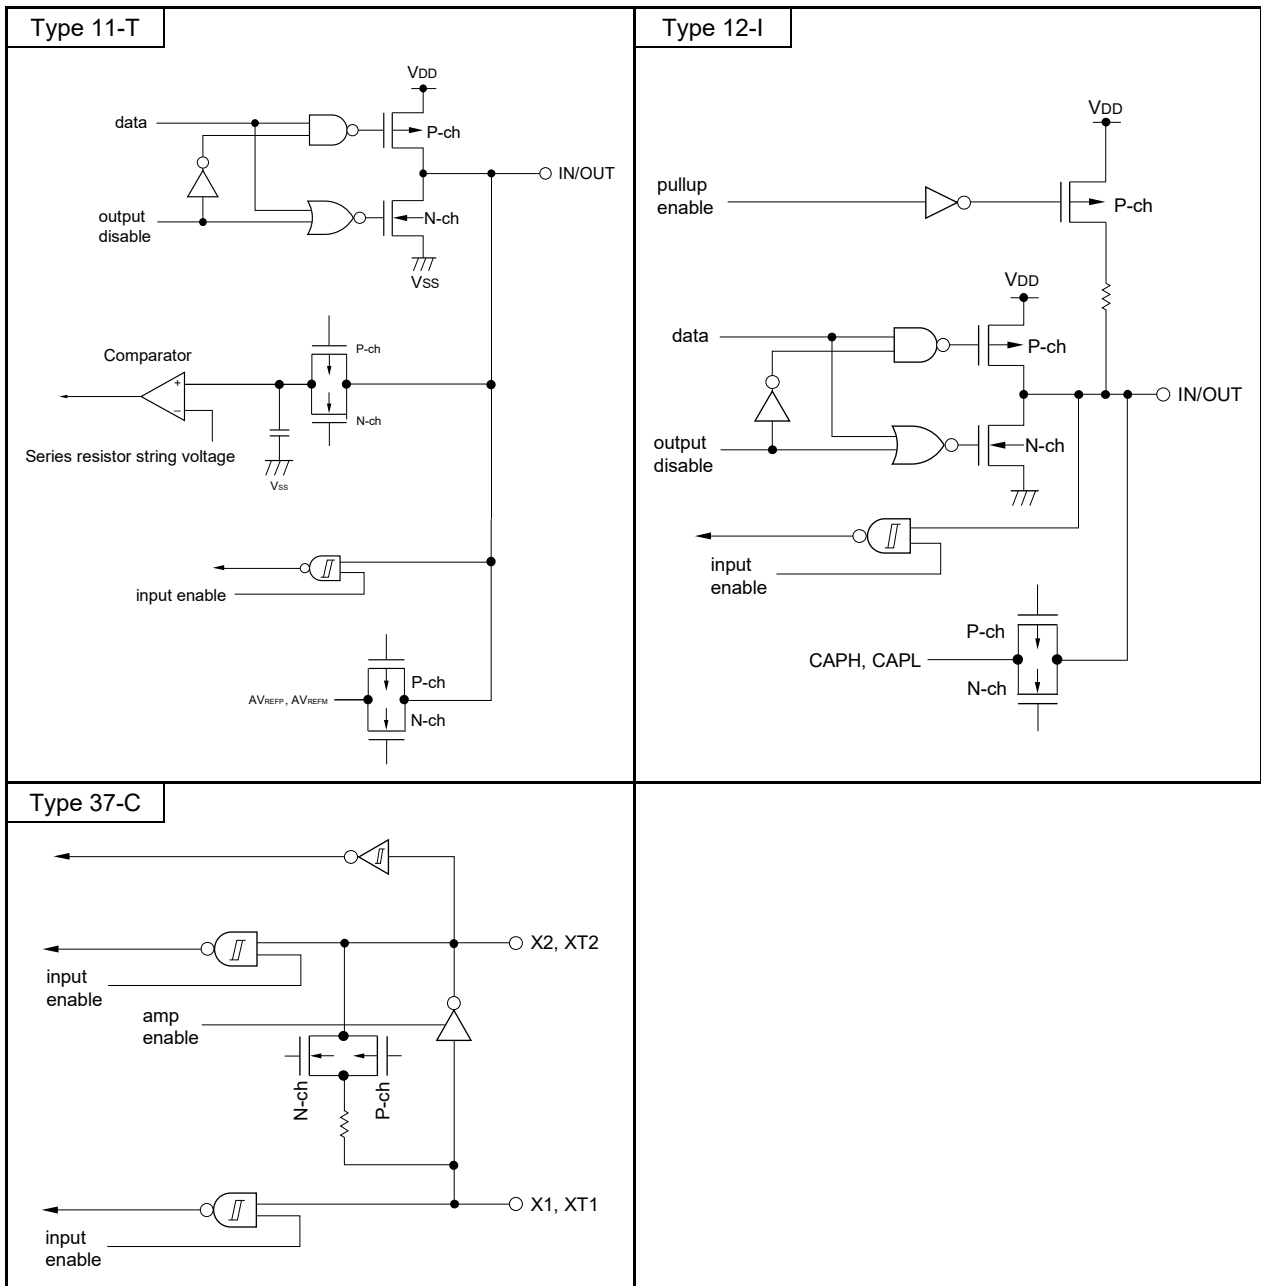 Type 11-T
VDD
data
P-ch
IN/OUT
output
disable
N-ch
VSS
Comparator
P-ch
+
−
N-ch
Series resistor string voltage
VSS
input enable
P-ch
AVREFP, AVREFM
N-ch
Type 12-I
VDD
pullup
enable
P-ch
VDD
data
P-ch
IN/OUT
output
disable
N-ch
input
enable
P-ch
CAPH, CAPL
N-ch
Type 37-C
X2, XT2
input
enable
amp
enable
N-ch
P-ch
X1, XT1
input
enable